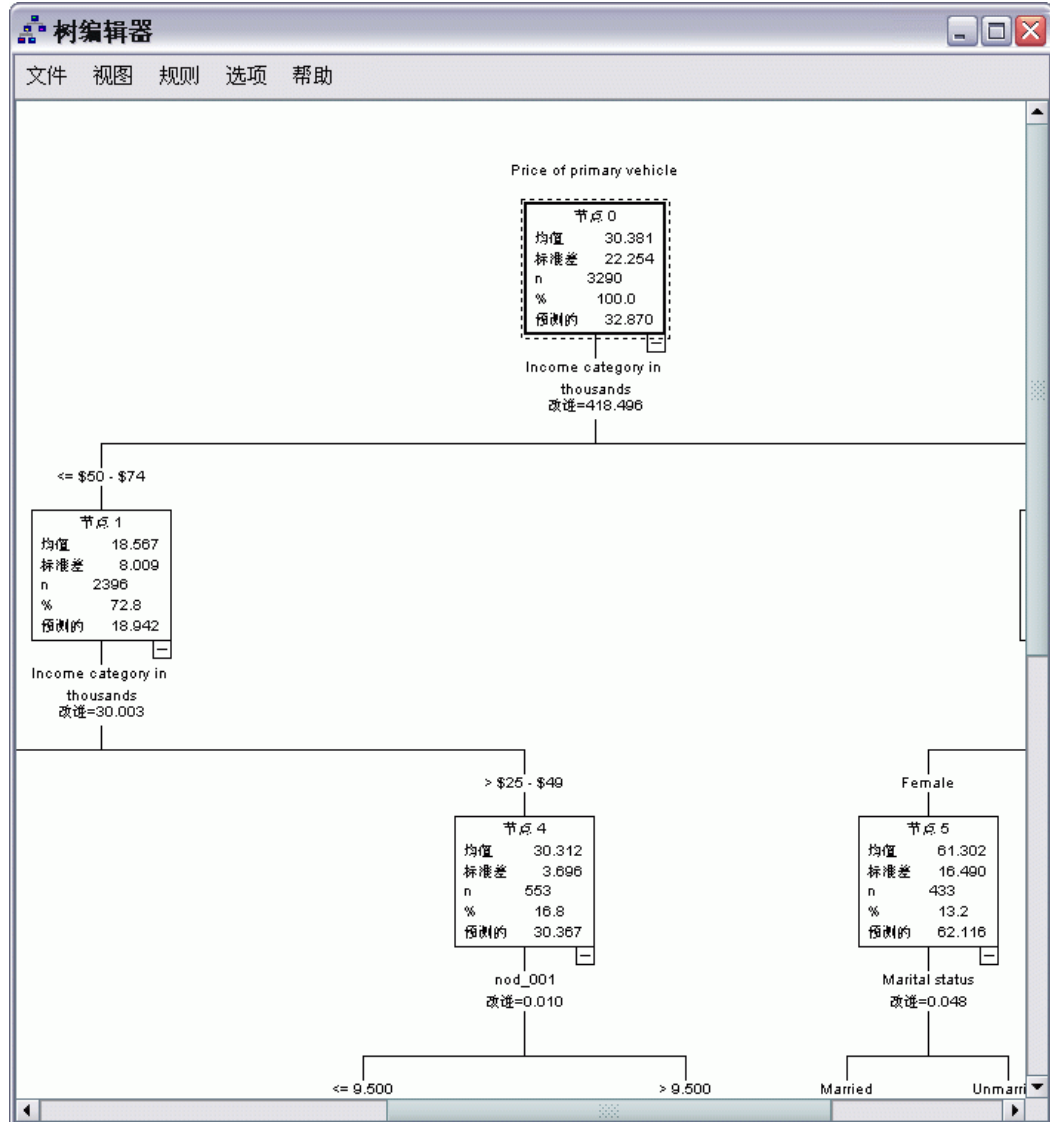 树编辑器
文件 视图 规则 选项 帮助
Price of primary vehicle
节点 0
均值 30.381
标准差 22.254
n 3290
% 100.0
预测的 32.870
Income category in
thousands
改进=418.496
<= $50 - $74
节点 1
均值 18.567
标准差 8.009
n 2396
% 72.8
预测的 18.942
Income category in
thousands
改进=30.003
> $25 - $49
节点 4
均值 30.312
标准差 3.696
n 553
% 16.8
预测的 30.367
nod_001
改进=0.010
<= 9.500
> 9.500
Female
节点 5
均值 61.302
标准差 16.490
n 433
% 13.2
预测的 62.116
Marital status
改进=0.048
Married
Unmarri